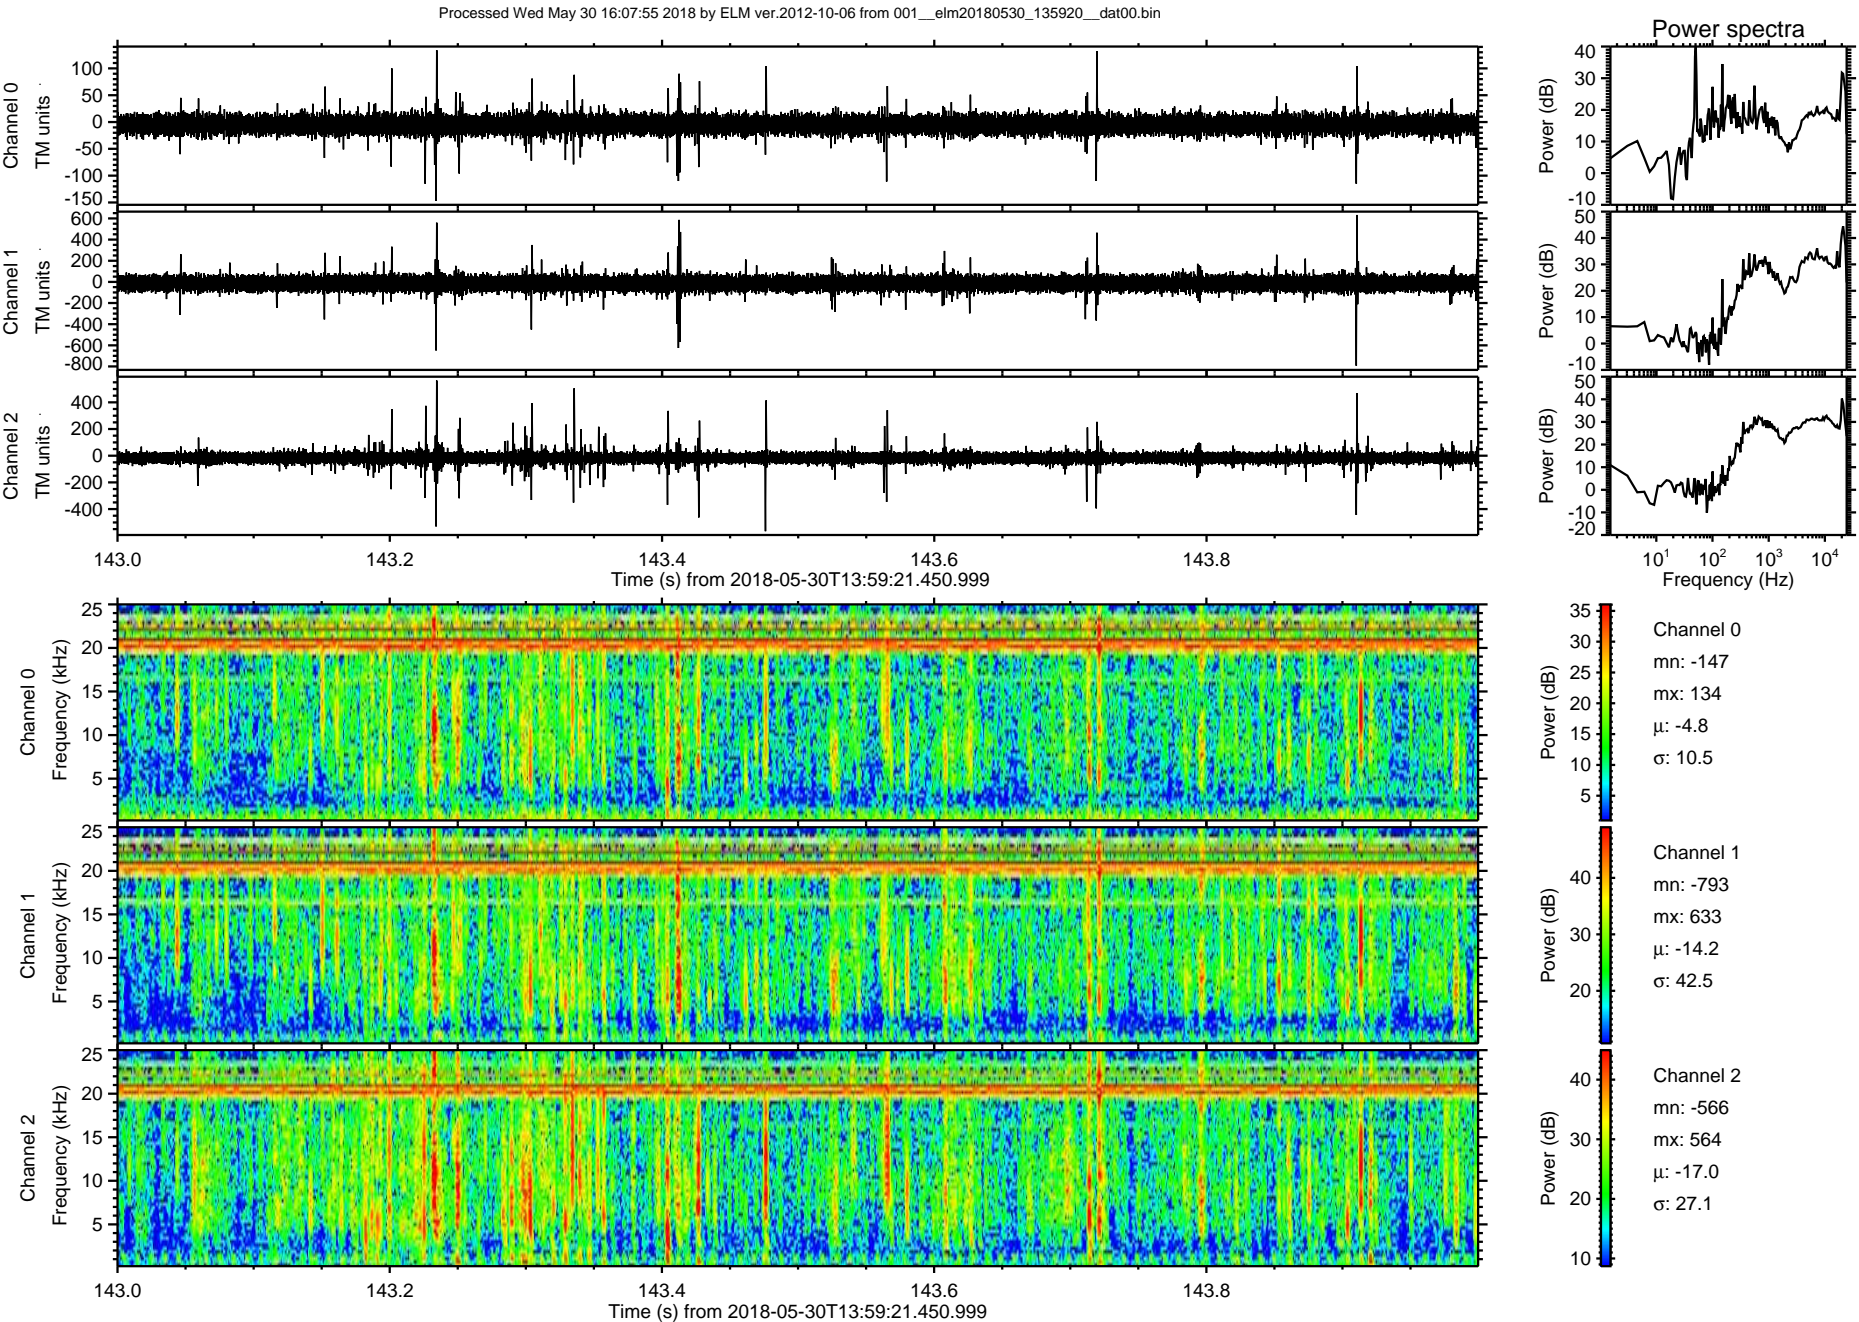 Processed Wed May 30 16:07:55 2018 by ELM ver.2012-10-06 from 001__elm20180530_135920__dat00.bin
Power spectra
Channel 0
TM units
100
50
0
-50
-100
-150
Power (dB)
40
30
20
10
0
-10
Channel 1
TM units
600
400
200
0
-200
-400
-600
-800
Power (dB)
50
40
30
20
10
0
-10
Channel 2
TM units
400
200
0
-200
-400
Power (dB)
50
40
30
20
10
0
-10
-20
143.0 143.2 143.4 143.6 143.8
Time (s) from 2018-05-30T13:59:21.450.999
10^1 10^2 10^3 10^4
Frequency (Hz)
Channel 0
Frequency (kHz)
25
20
15
10
5
Power (dB)
35
30
25
20
15
10
5
Channel 0
mn: -147
mx: 134
µ: -4.8
σ: 10.5
Channel 1
Frequency (kHz)
25
20
15
10
5
Power (dB)
40
30
20
Channel 1
mn: -793
mx: 633
µ: -14.2
σ: 42.5
Channel 2
Frequency (kHz)
25
20
15
10
5
Power (dB)
40
30
20
10
Channel 2
mn: -566
mx: 564
µ: -17.0
σ: 27.1
143.0 143.2 143.4 143.6 143.8
Time (s) from 2018-05-30T13:59:21.450.999